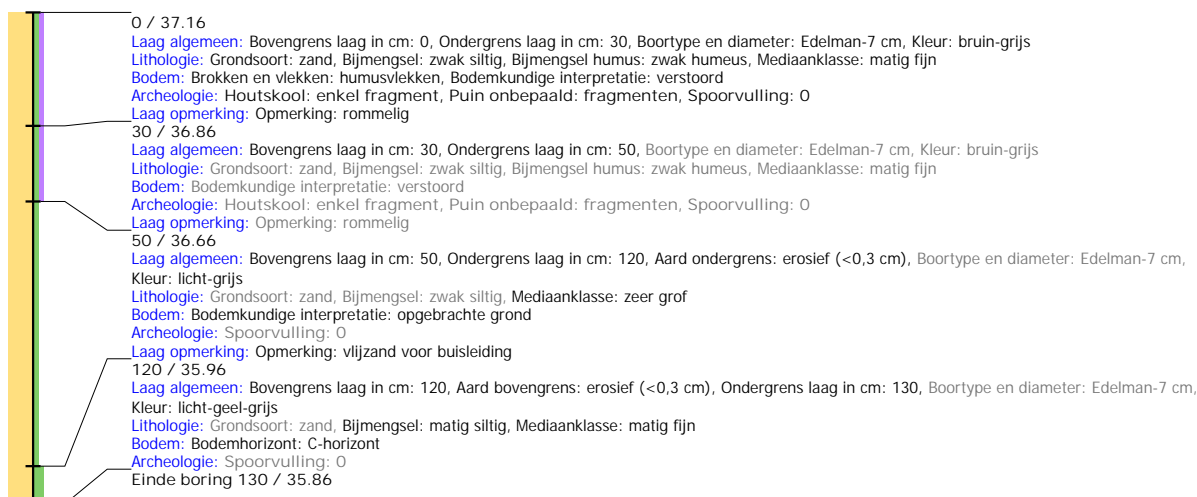 0 / 37.16
Laag algemeen: Bovengrens laag in cm: 0, Ondergrens laag in cm: 30, Boortype en diameter: Edelman-7 cm, Kleur: bruin-grijs
Lithologie: Grondsoort: zand, Bijmengsel: zwak siltig, Bijmengsel humus: zwak humeus, Mediaanklasse: matig fijn
Bodem: Brokken en vlekken: humusvlekken, Bodemkundige interpretatie: verstoord
Archeologie: Houtskool: enkel fragment, Puin onbepaald: fragmenten, Spoorvulling: 0
Laag opmerking: Opmerking: rommelig
30 / 36.86
Laag algemeen: Bovengrens laag in cm: 30, Ondergrens laag in cm: 50, Boortype en diameter: Edelman-7 cm, Kleur: bruin-grijs
Lithologie: Grondsoort: zand, Bijmengsel: zwak siltig, Bijmengsel humus: zwak humeus, Mediaanklasse: matig fijn
Bodem: Bodemkundige interpretatie: verstoord
Archeologie: Houtskool: enkel fragment, Puin onbepaald: fragmenten, Spoorvulling: 0
Laag opmerking: Opmerking: rommelig
50 / 36.66
Laag algemeen: Bovengrens laag in cm: 50, Ondergrens laag in cm: 120, Aard ondergrens: erosief (<0,3 cm), Boortype en diameter: Edelman-7 cm,
Kleur: licht-grijs
Lithologie: Grondsoort: zand, Bijmengsel: zwak siltig, Mediaanklasse: zeer grof
Bodem: Bodemkundige interpretatie: opgebrachte grond
Archeologie: Spoorvulling: 0
Laag opmerking: Opmerking: vlijzand voor buisleiding
120 / 35.96
Laag algemeen: Bovengrens laag in cm: 120, Aard bovengrens: erosief (<0,3 cm), Ondergrens laag in cm: 130, Boortype en diameter: Edelman-7 cm,
Kleur: licht-geel-grijs
Lithologie: Grondsoort: zand, Bijmengsel: matig siltig, Mediaanklasse: matig fijn
Bodem: Bodemhorizont: C-horizont
Archeologie: Spoorvulling: 0
Einde boring 130 / 35.86